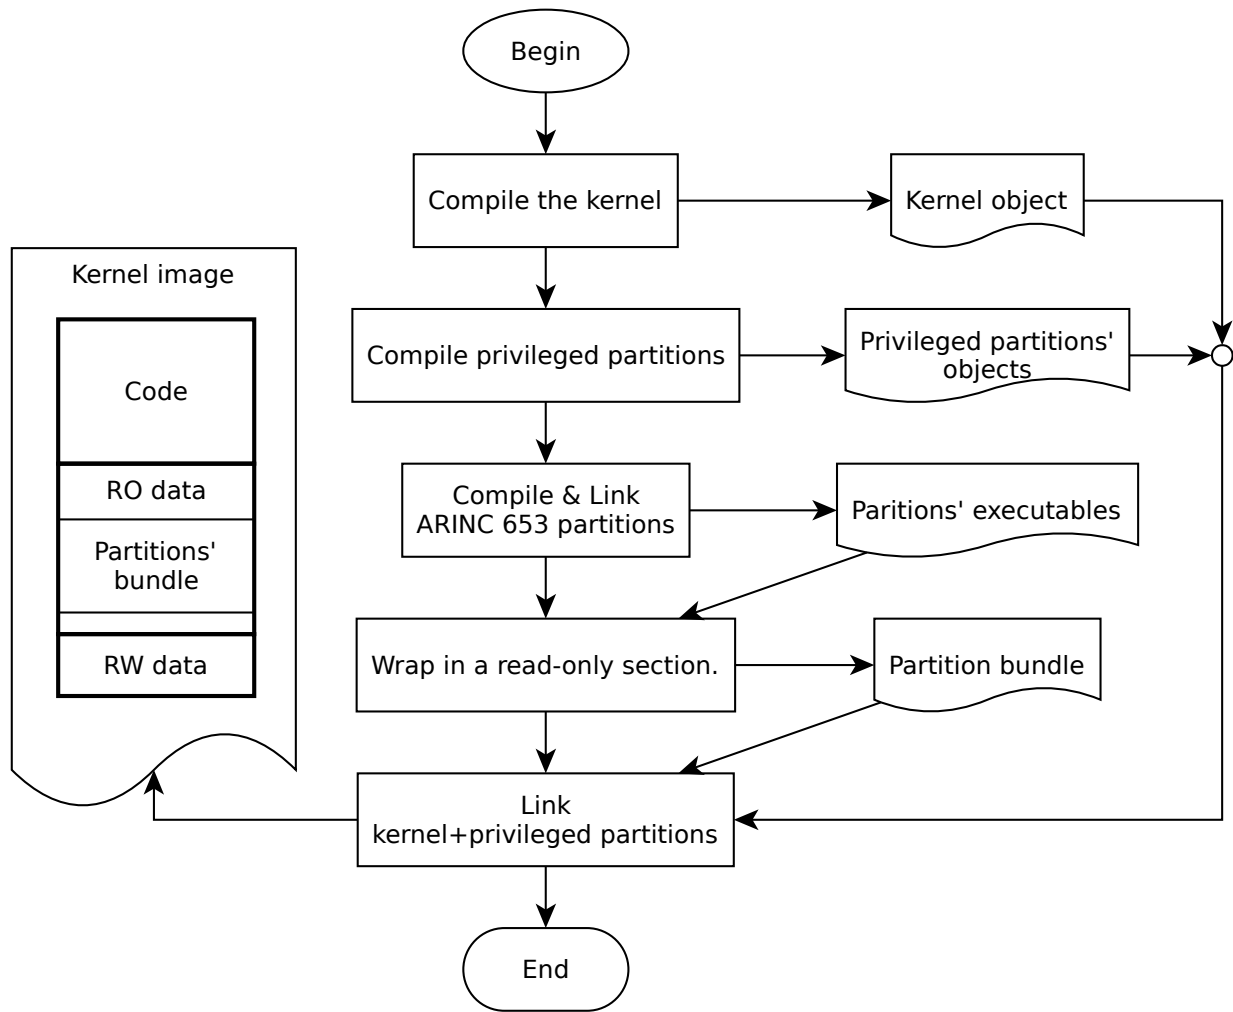 Begin
Compile the kernel
Kernel object
Kernel image
Code
RO data
Partitions'
bundle
RW data
Compile privileged partitions
Privileged partitions'
objects
Compile & Link
ARINC 653 partitions
Paritions' executables
Wrap in a read-only section.
Partition bundle
Link
kernel+privileged partitions
End